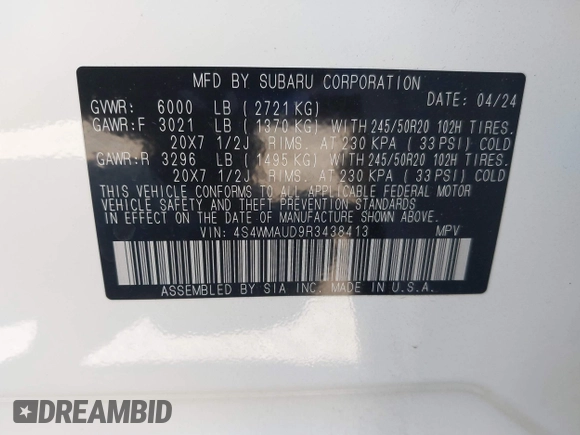 MFD BY SUBARU CORPORATION
GVWR: 6000 LB ( 2721 KG) DATE: 04/24
GAWR:F 3021 LB ( 1370 KG) WITH 245/50R20 102H TIRES.
20X7 1/2J RIMS. AT 230 KPA ( 33 PSI) COLD
GAWR:R 3296 LB ( 1495 KG) WITH 245/50R20 102H TIRES.
20X7 1/2J RIMS. AT 230 KPA ( 33 PSI) COLD
THIS VEHICLE CONFORMS TO ALL APPLICABLE FEDERAL MOTOR
VEHICLE SAFETY STANDARDS
IN EFFECT ON THE DATE OF MANUFACTURE SHOWN ABOVE.
VIN: 4S4WMAUD9R3438413 MPV
ASSEMBLED BY SIA INC. MADE IN U.S.A.
DREAMBID